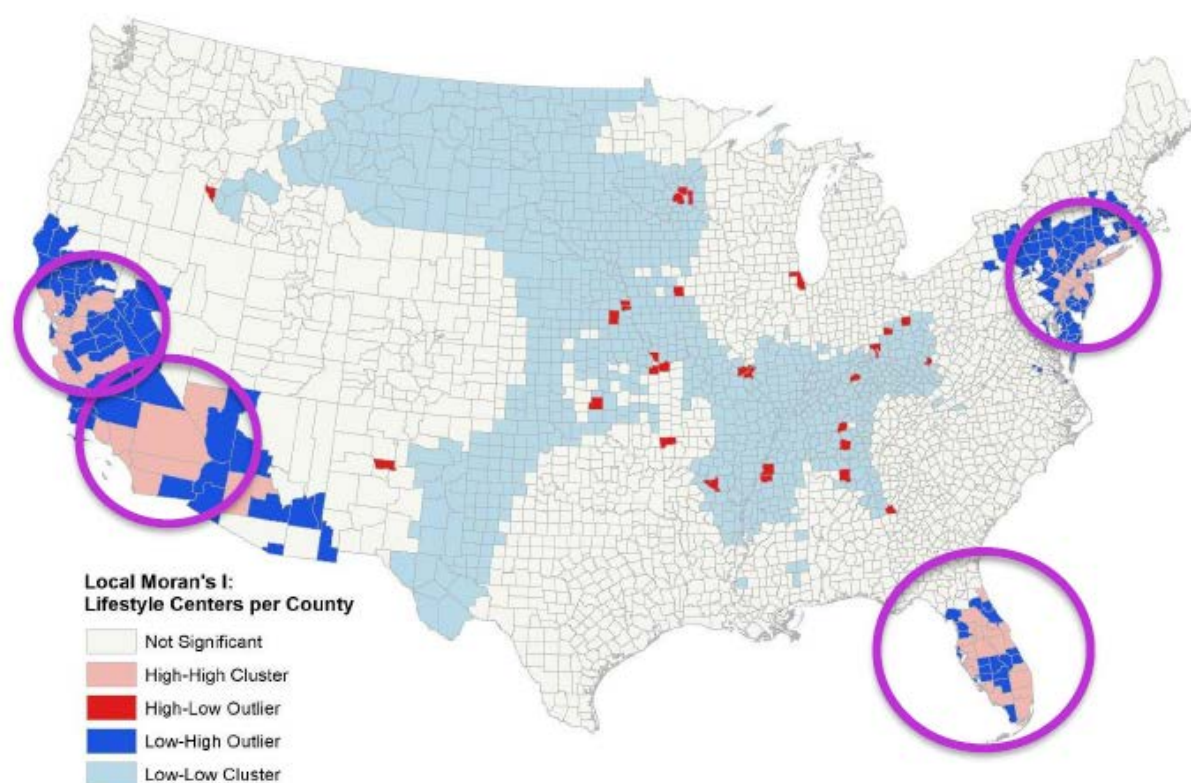 Local Moran's I:
Lifestyle Centers per County
Not Significant
High-High Cluster
High-Low Outlier
Low-High Outlier
Low-Low Cluster